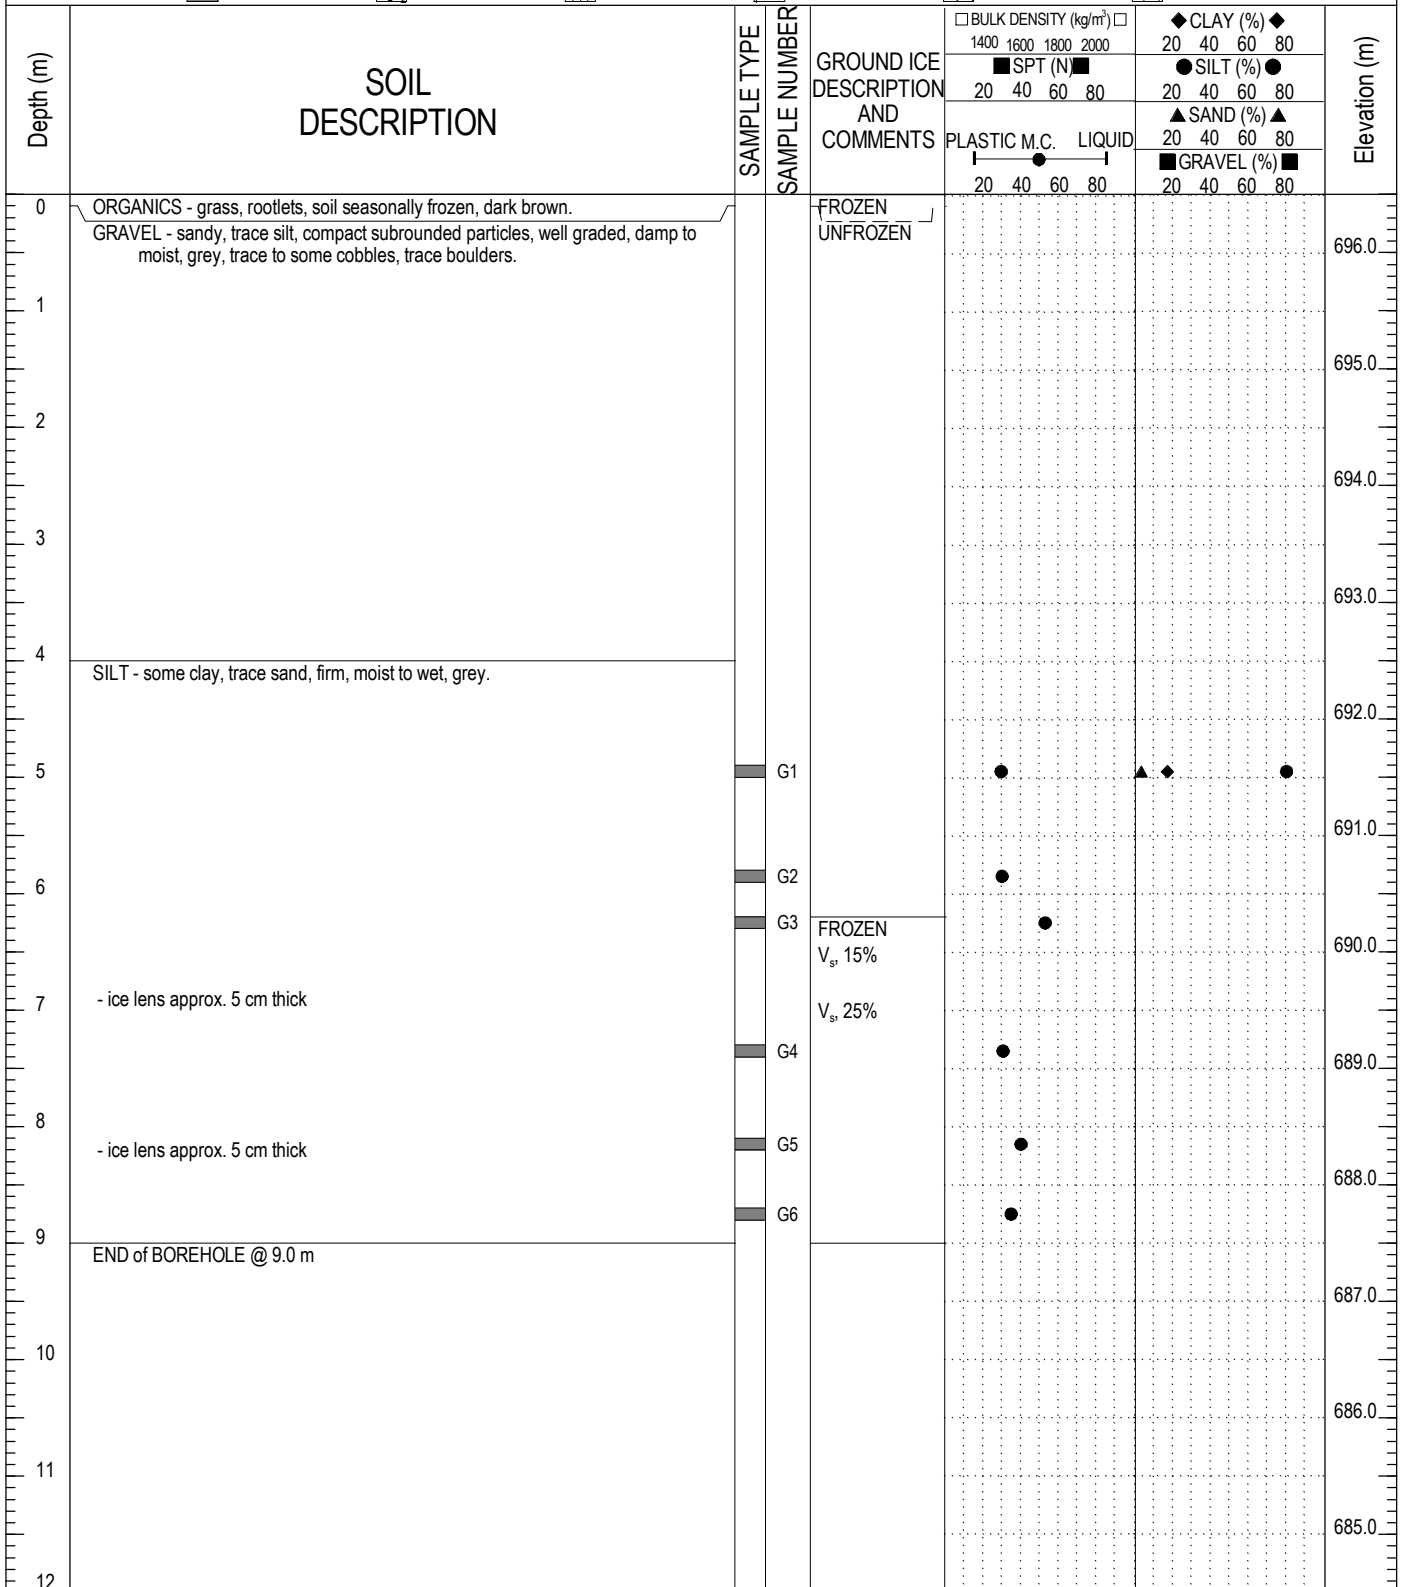 Depth (m)
SOIL
DESCRIPTION
SAMPLE TYPE
SAMPLE NUMBER
GROUND ICE
DESCRIPTION
AND
COMMENTS
□ BULK DENSITY (kg/m³) □
1400 1600 1800 2000
■ SPT (N) ■
20 40 60 80
PLASTIC M.C. LIQUID
20 40 60 80
◆ CLAY (%) ◆
20 40 60 80
● SILT (%) ●
20 40 60 80
▲ SAND (%) ▲
20 40 60 80
■ GRAVEL (%) ■
20 40 60 80
Elevation (m)
0
ORGANICS - grass, rootlets, soil seasonally frozen, dark brown.
FROZEN
GRAVEL - sandy, trace silt, compact subrounded particles, well graded, damp to
UNFROZEN
moist, grey, trace to some cobbles, trace boulders.
696.0
1
695.0
2
694.0
3
693.0
4
SILT - some clay, trace sand, firm, moist to wet, grey.
692.0
5
G1
691.0
6
G2
G3
FROZEN
690.0
Vs, 15%
7
- ice lens approx. 5 cm thick
Vs, 25%
G4
689.0
8
- ice lens approx. 5 cm thick
G5
688.0
G6
9
END of BOREHOLE @ 9.0 m
687.0
10
686.0
11
685.0
12